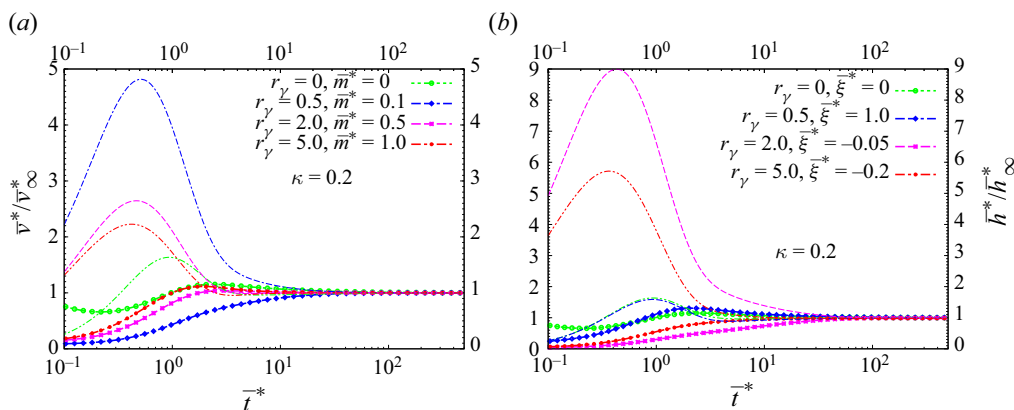 (a)
10⁻¹ 10⁰ 10¹ 10²
5 5
4 4
3 3
2 2
1 1
0 0
r_γ = 0, m̅* = 0
r_γ = 0.5, m̅* = 0.1
r_γ = 2.0, m̅* = 0.5
r_γ = 5.0, m̅* = 1.0
κ = 0.2
v̅*/v̅*_∞
10⁻¹ 10⁰ 10¹ 10²
t̅*
(b)
10⁻¹ 10⁰ 10¹ 10²
9 9
8 8
7 7
6 6
5 5
4 4
3 3
2 2
1 1
0 0
r_γ = 0, ξ̅* = 0
r_γ = 0.5, ξ̅* = 1.0
r_γ = 2.0, ξ̅* = –0.05
r_γ = 5.0, ξ̅* = –0.2
κ = 0.2
h̅*/h̅*_∞
10⁻¹ 10⁰ 10¹ 10²
t̅*